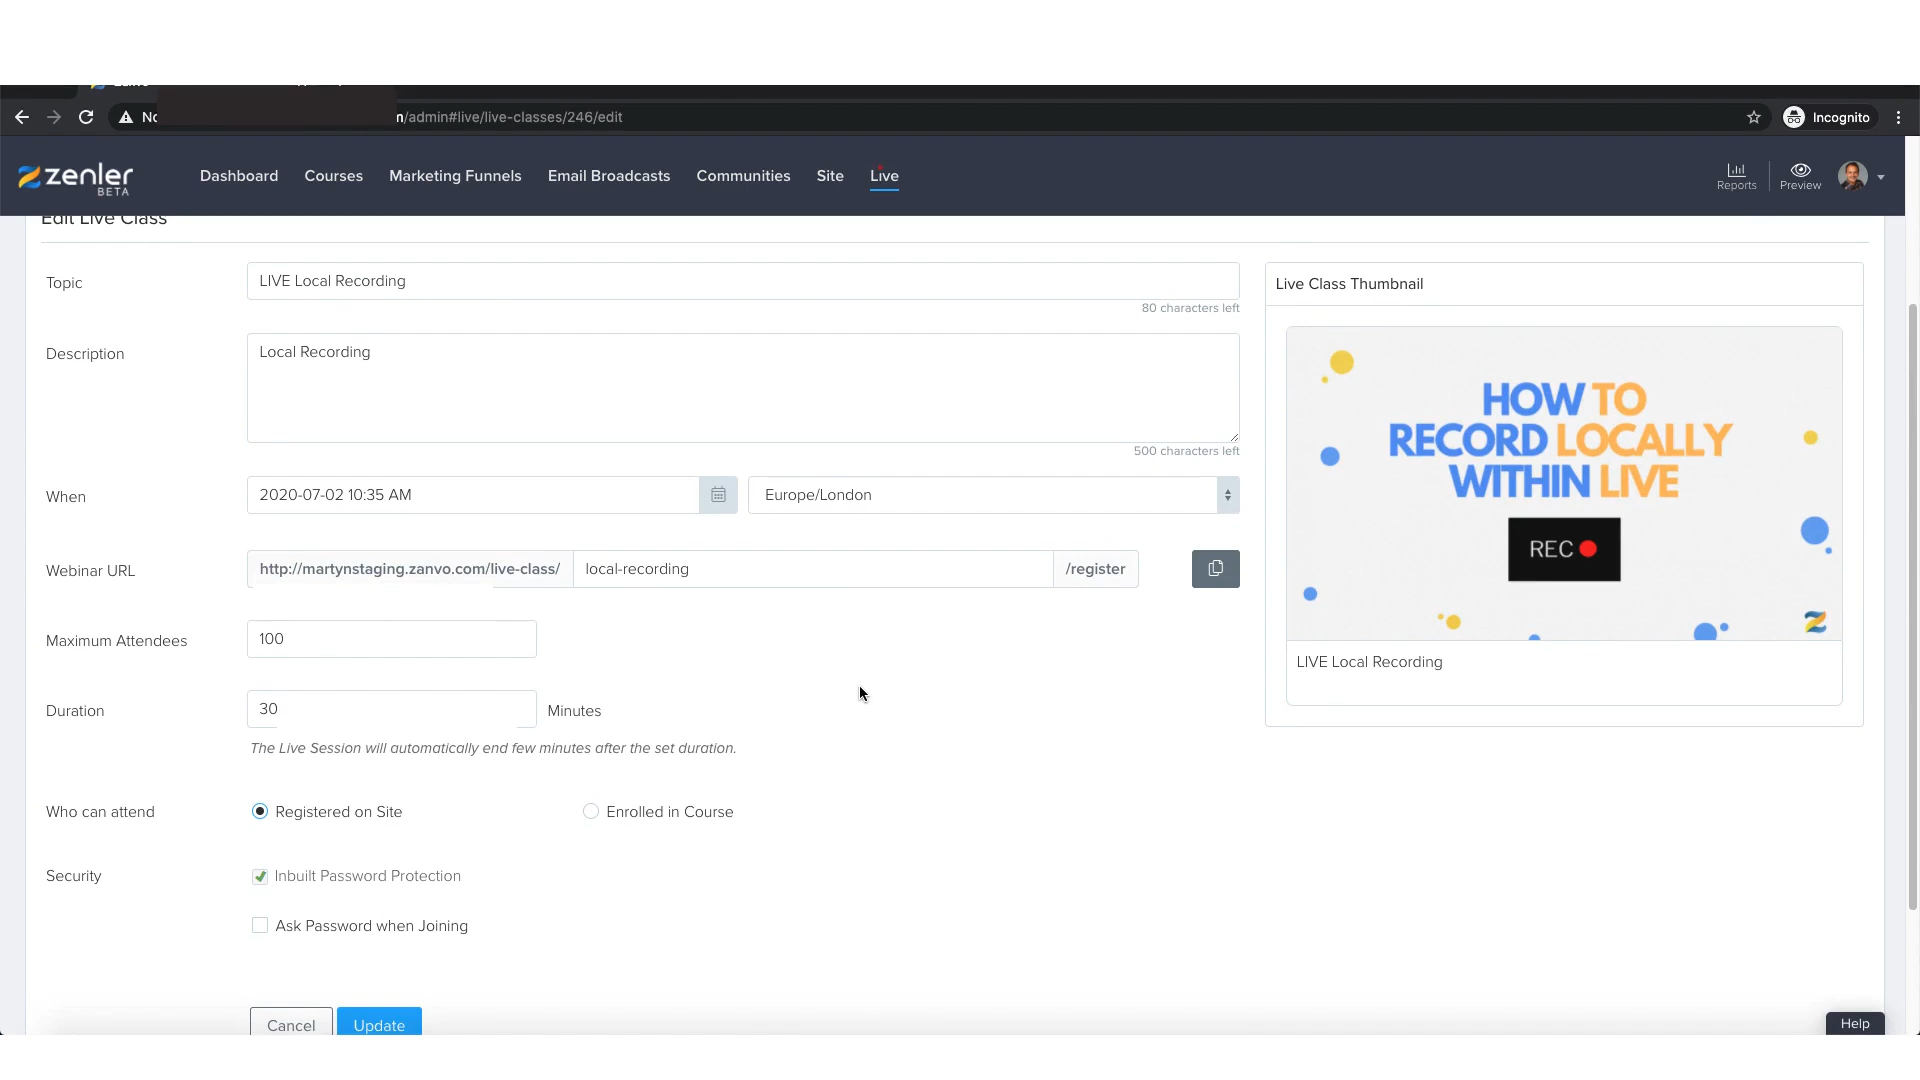 m/admin#live/live-classes/246/edit
Incognito
zenler
BETA
Dashboard
Courses
Marketing Funnels
Email Broadcasts
Communities
Site
Live
Reports
Preview
Edit Live Class
Topic
LIVE Local Recording
80 characters left
Description
Local Recording
500 characters left
When
2020-07-02 10:35 AM
Europe/London
Webinar URL
http://martynstaging.zanvo.com/live-class/
local-recording
/register
Maximum Attendees
100
Duration
30
Minutes
The Live Session will automatically end few minutes after the set duration.
Who can attend
Registered on Site
Enrolled in Course
Security
Inbuilt Password Protection
Ask Password when Joining
Cancel
Update
Live Class Thumbnail
HOW TO
RECORD LOCALLY
WITHIN LIVE
REC
LIVE Local Recording
Help